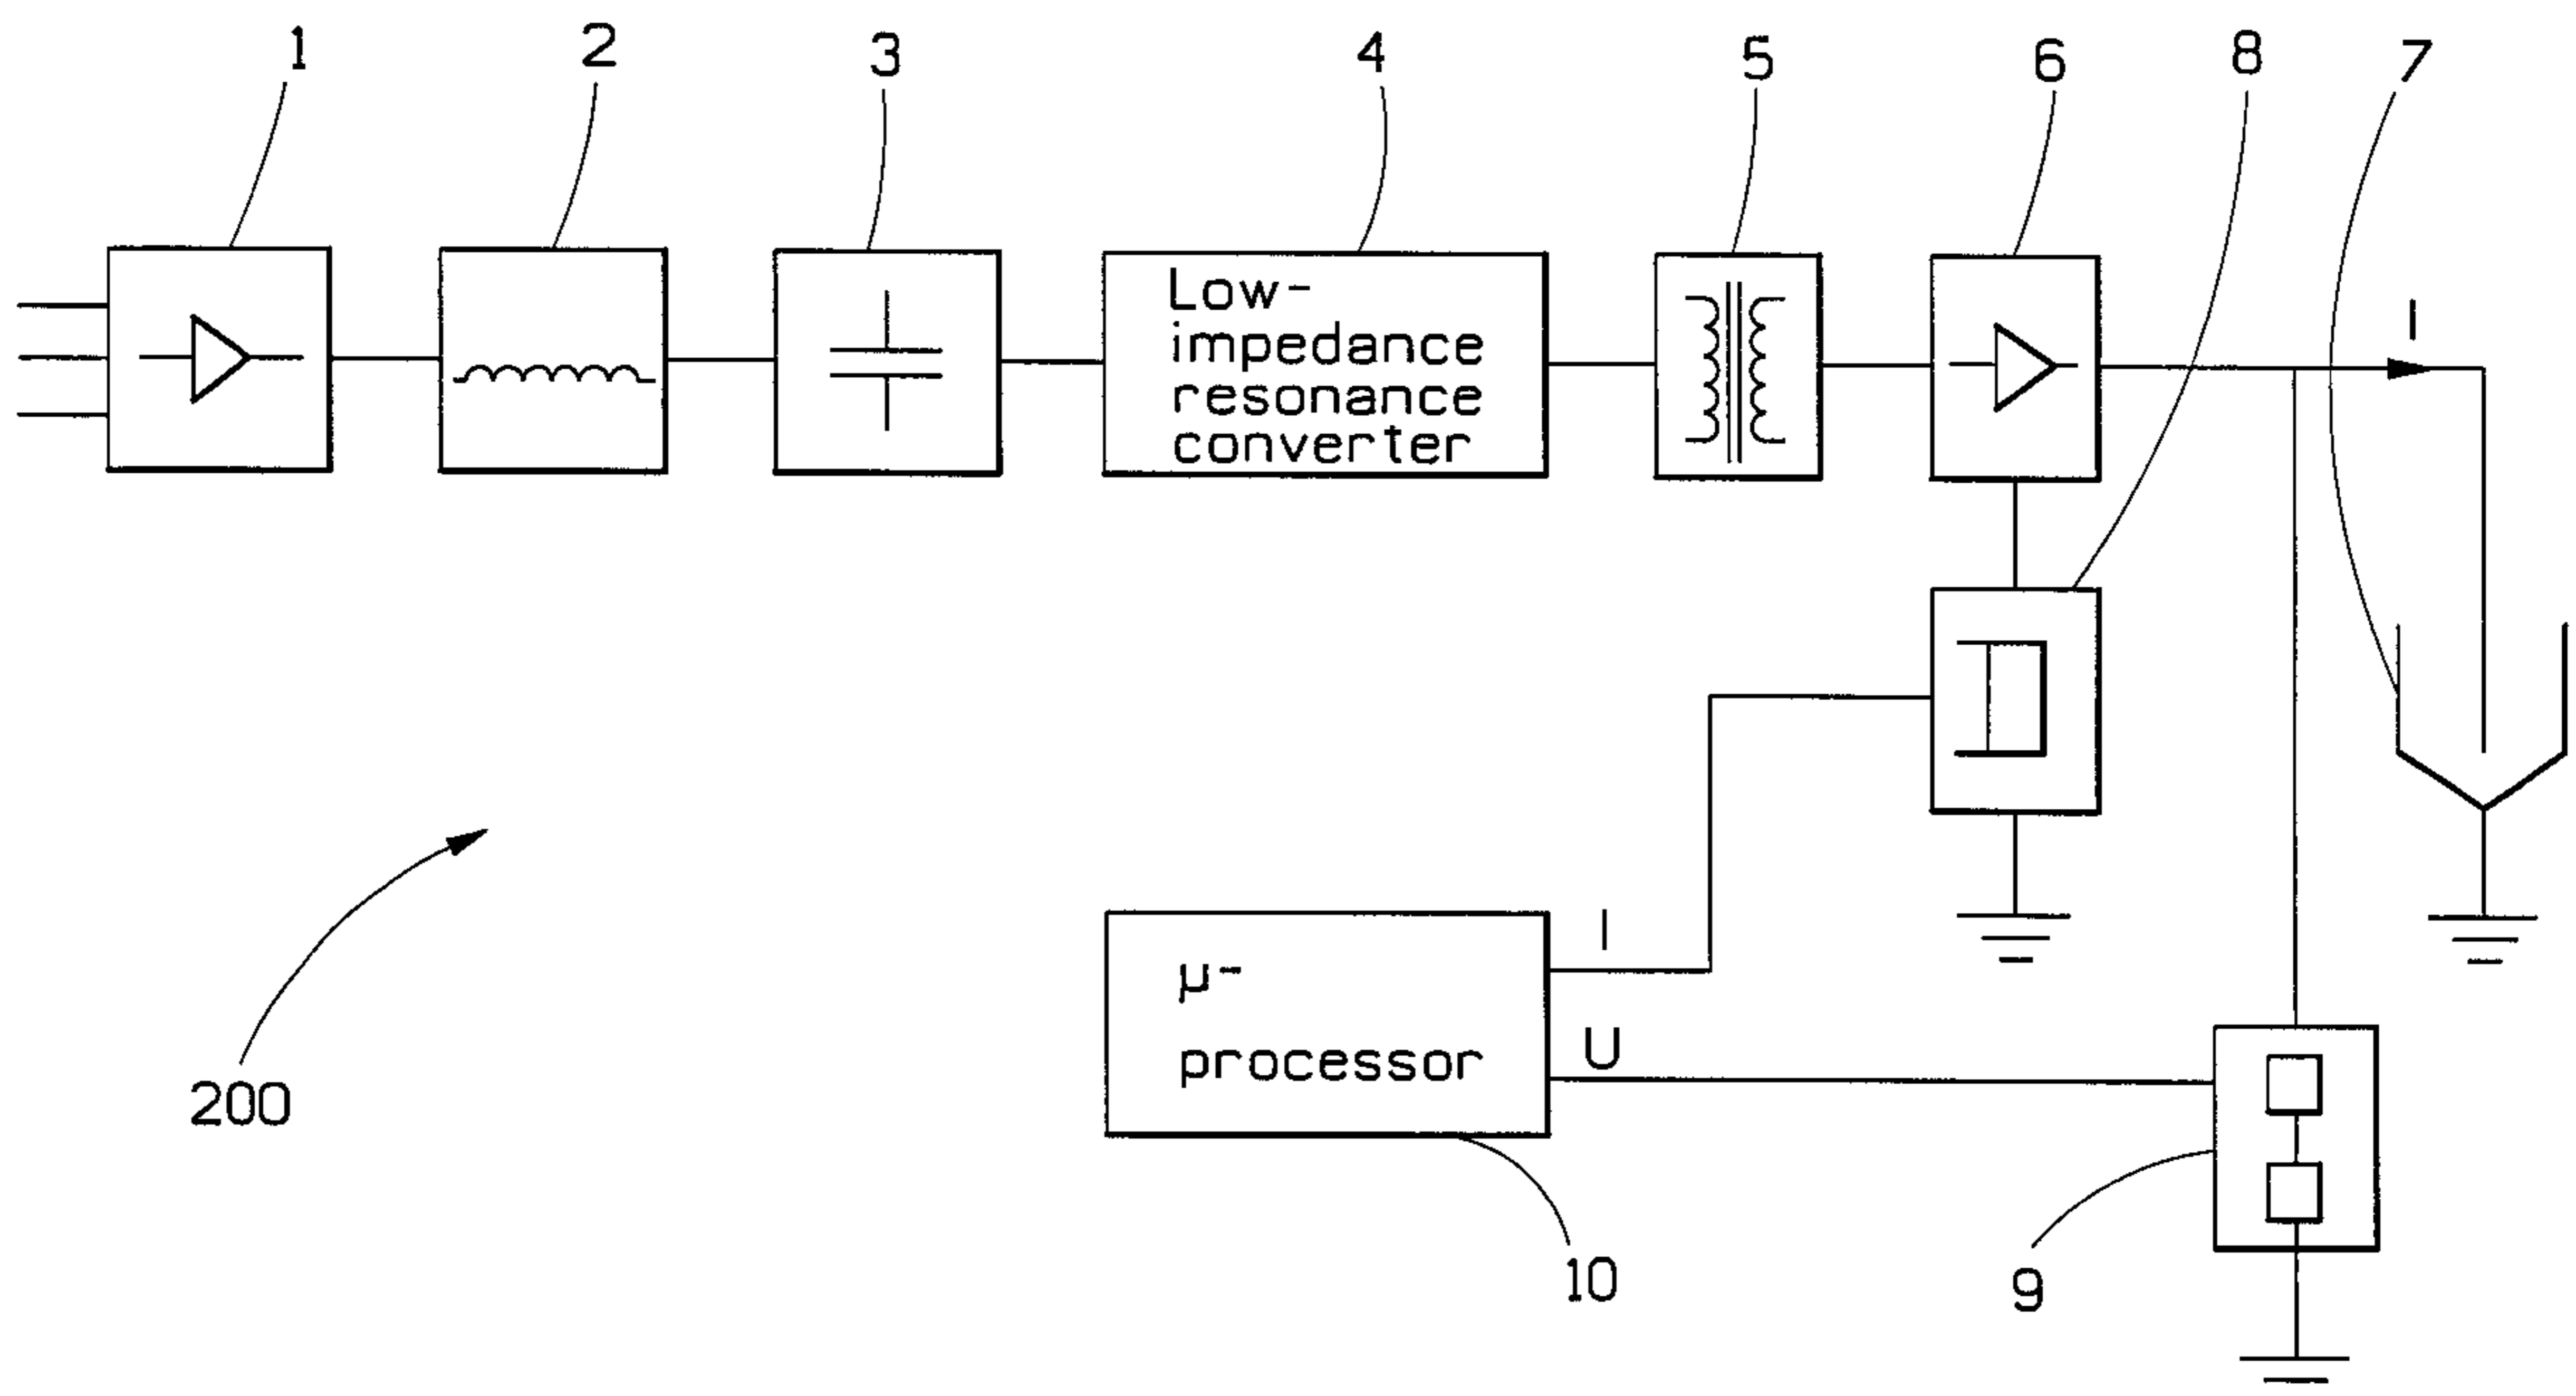 1
2
3
4
5
6
8
7
Low-
impedance
resonance
converter
I
200
µ-
processor
I
U
10
9